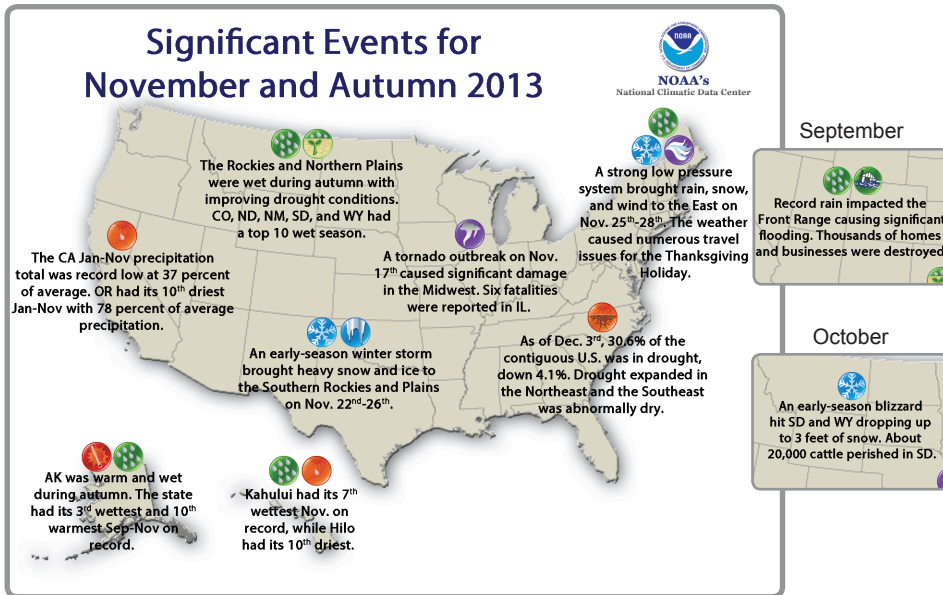 Significant Events for
November and Autumn 2013
NOAA
NOAA's
National Climatic Data Center
The Rockies and Northern Plains
were wet during autumn with
improving drought conditions.
CO, ND, NM, SD, and WY had
a top 10 wet season.
A strong low pressure
system brought rain, snow,
and wind to the East on
Nov. 25th-28th. The weather
caused numerous travel
issues for the Thanksgiving
Holiday.
The CA Jan-Nov precipitation
total was record low at 37 percent
of average. OR had its 10th driest
Jan-Nov with 78 percent of average
precipitation.
A tornado outbreak on Nov.
17th caused significant damage
in the Midwest. Six fatalities
were reported in IL.
An early-season winter storm
brought heavy snow and ice to
the Southern Rockies and Plains
on Nov. 22nd-26th.
As of Dec. 3rd, 30.6% of the
contiguous U.S. was in drought,
down 4.1%. Drought expanded in
the Northeast and the Southeast
was abnormally dry.
AK was warm and wet
during autumn. The state
had its 3rd wettest and 10th
warmest Sep-Nov on
record.
Kahului had its 7th
wettest Nov. on
record, while Hilo
had its 10th driest.
September
Record rain impacted the
Front Range causing significant
flooding. Thousands of homes
and businesses were destroyed
October
An early-season blizzard
hit SD and WY dropping up
to 3 feet of snow. About
20,000 cattle perished in SD.